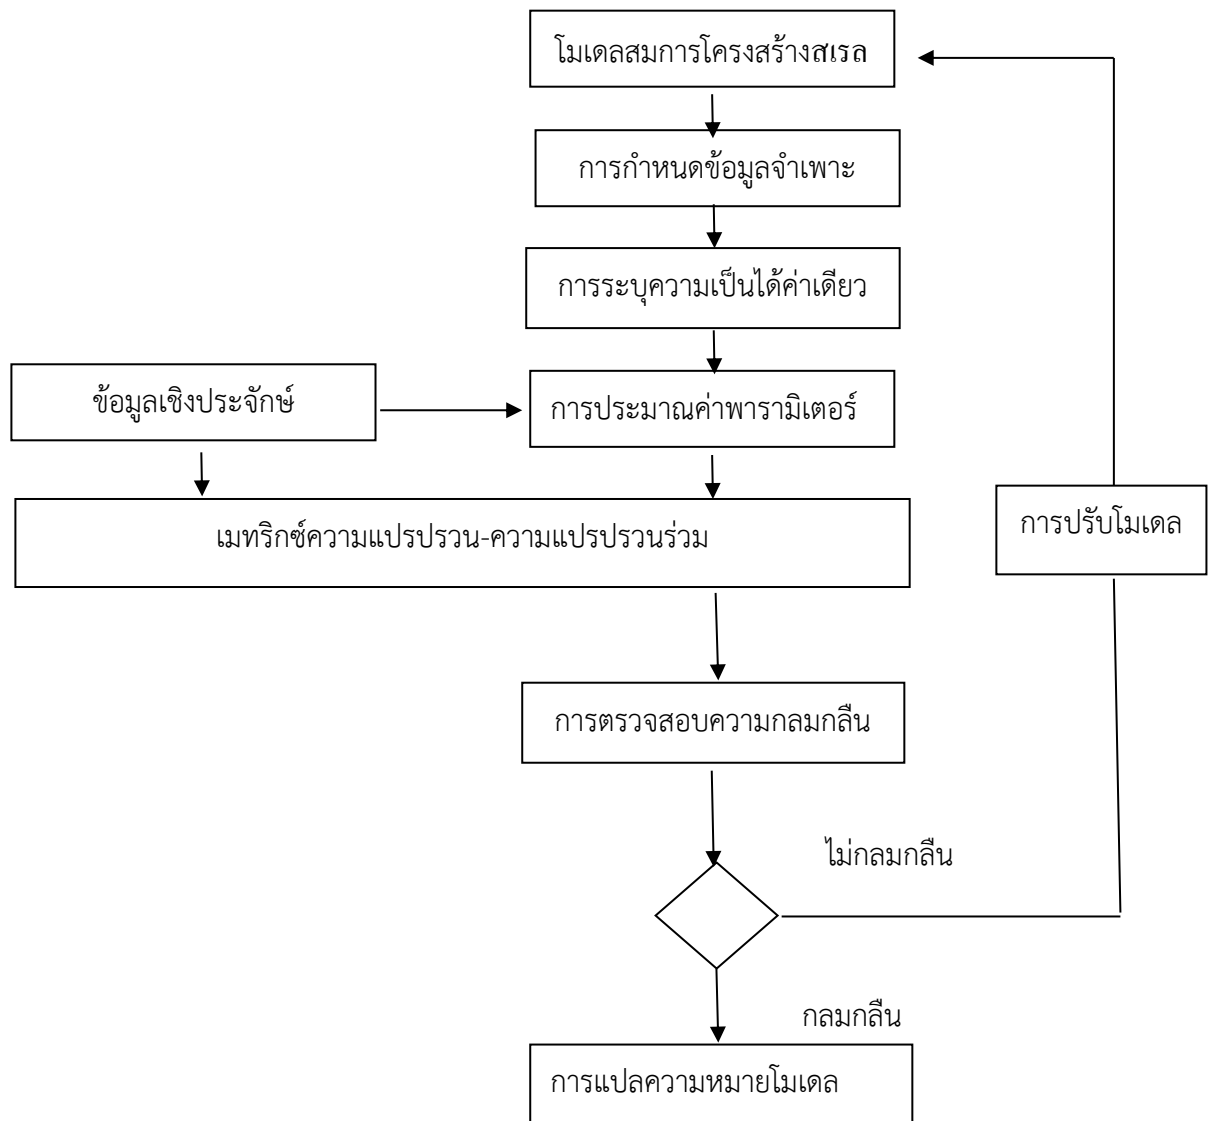 โมเดลสมการโครงสร้างสเรล
การกำหนดข้อมูลจำเพาะ
การระบุความเป็นได้ค่าเดียว
ข้อมูลเชิงประจักษ์
การประมาณค่าพารามิเตอร์
เมทริกซ์ความแปรปรวน-ความแปรปรวนร่วม
การปรับโมเดล
การตรวจสอบความกลมกลืน
ไม่กลมกลืน
กลมกลืน
การแปลความหมายโมเดล